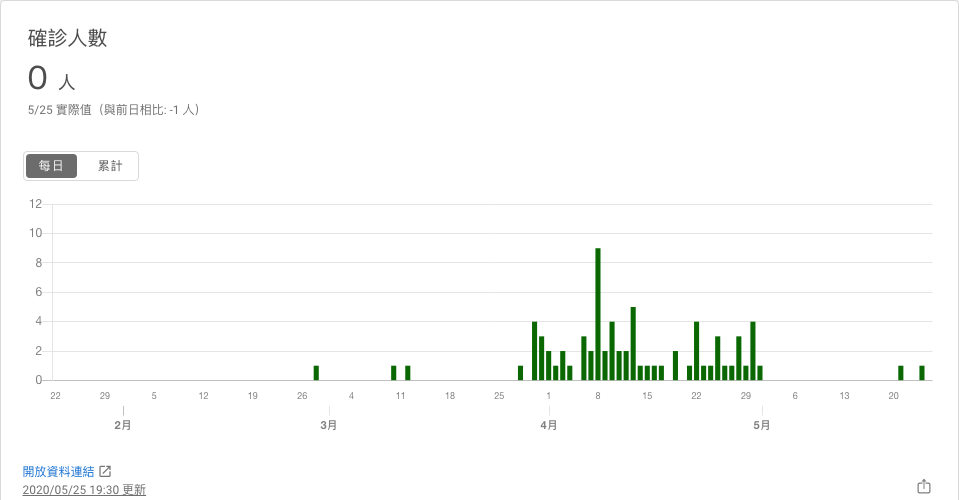 確診人數
0 人
5/25 實際值（與前日相比: -1 人）
每日 累計
12
10
8
6
4
2
0
22 29 5 12 19 26 4 11 18 25 1 8 15 22 29 6 13 20
2月 3月 4月 5月
開放資料連結
2020/05/25 19:30 更新